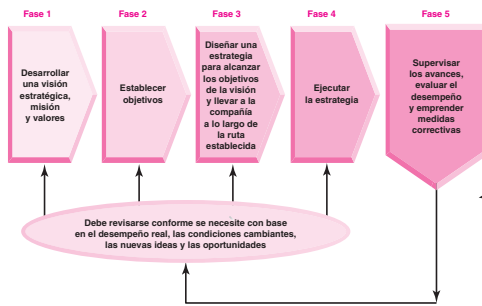 Fase 1
Fase 2
Fase 3
Fase 4
Fase 5
Desarrollar
una visión
estratégica,
misión
y valores
Establecer
objetivos
Diseñar una
estrategia
para alcanzar
los objetivos
de la visión
y llevar a la
compañía
a lo largo de
la ruta
establecida
Ejecutar
la estrategia
Supervisar
los avances,
evaluar el
desempeño
y emprender
medidas
correctivas
Debe revisarse conforme se necesite con base
en el desempeño real, las condiciones cambiantes,
las nuevas ideas y las oportunidades